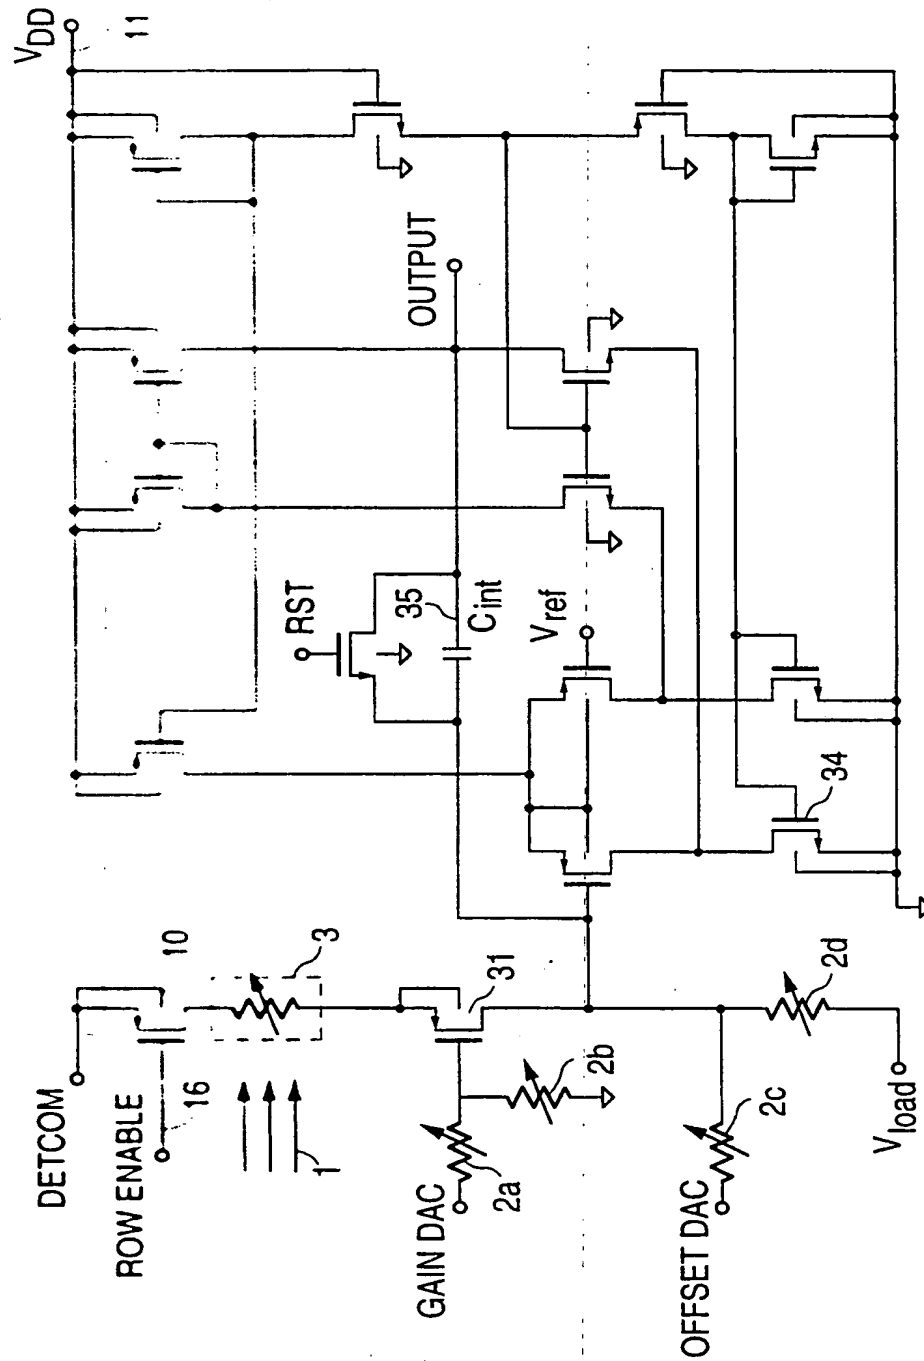 VDD
11
OUTPUT
RST
35
Cint
Vref
34
DETCOM
10
ROW ENABLE
16
3
1
31
GAIN DAC
2a
2b
OFFSET DAC
2c
2d
Vload